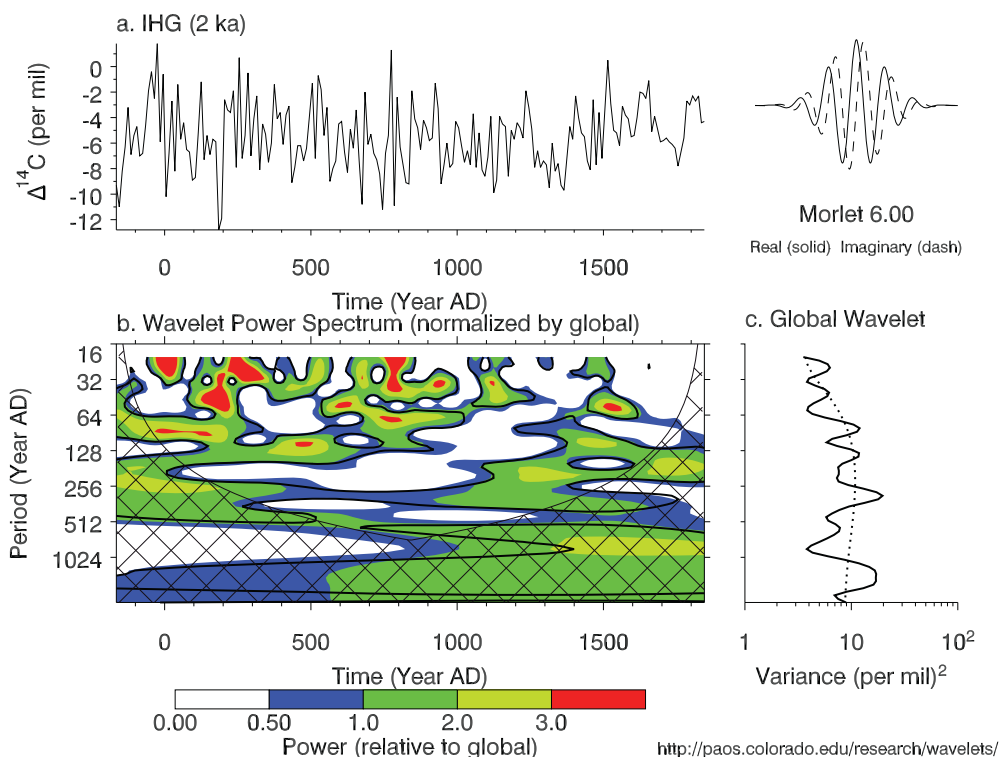 a. IHG (2 ka)
0
-2
-4
-6
-8
-10
-12
Δ¹⁴C (per mil)
0 500 1000 1500
Time (Year AD)
Morlet 6.00
Real (solid) Imaginary (dash)
b. Wavelet Power Spectrum (normalized by global)
16
32
64
128
256
512
1024
Period (Year AD)
0 500 1000 1500
Time (Year AD)
c. Global Wavelet
1 10 10²
Variance (per mil)²
0.00 0.50 1.0 2.0 3.0
Power (relative to global)
http://paos.colorado.edu/research/wavelets/